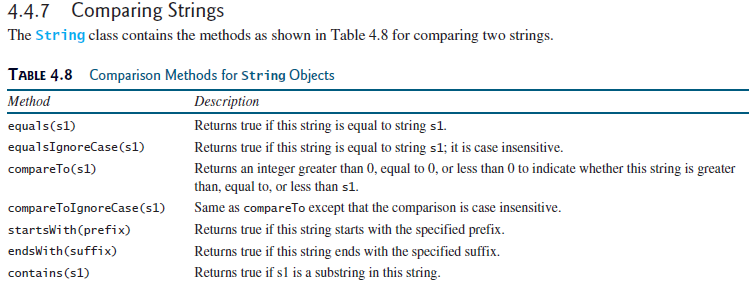 4.4.7 Comparing Strings
The String class contains the methods as shown in Table 4.8 for comparing two strings.
TABLE 4.8 Comparison Methods for String Objects
Method Description
equals(s1) Returns true if this string is equal to string s1.
equalsIgnoreCase(s1) Returns true if this string is equal to string s1; it is case insensitive.
compareTo(s1) Returns an integer greater than 0, equal to 0, or less than 0 to indicate whether this string is greater
than, equal to, or less than s1.
compareToIgnoreCase(s1) Same as compareTo except that the comparison is case insensitive.
startsWith(prefix) Returns true if this string starts with the specified prefix.
endsWith(suffix) Returns true if this string ends with the specified suffix.
contains(s1) Returns true if s1 is a substring in this string.